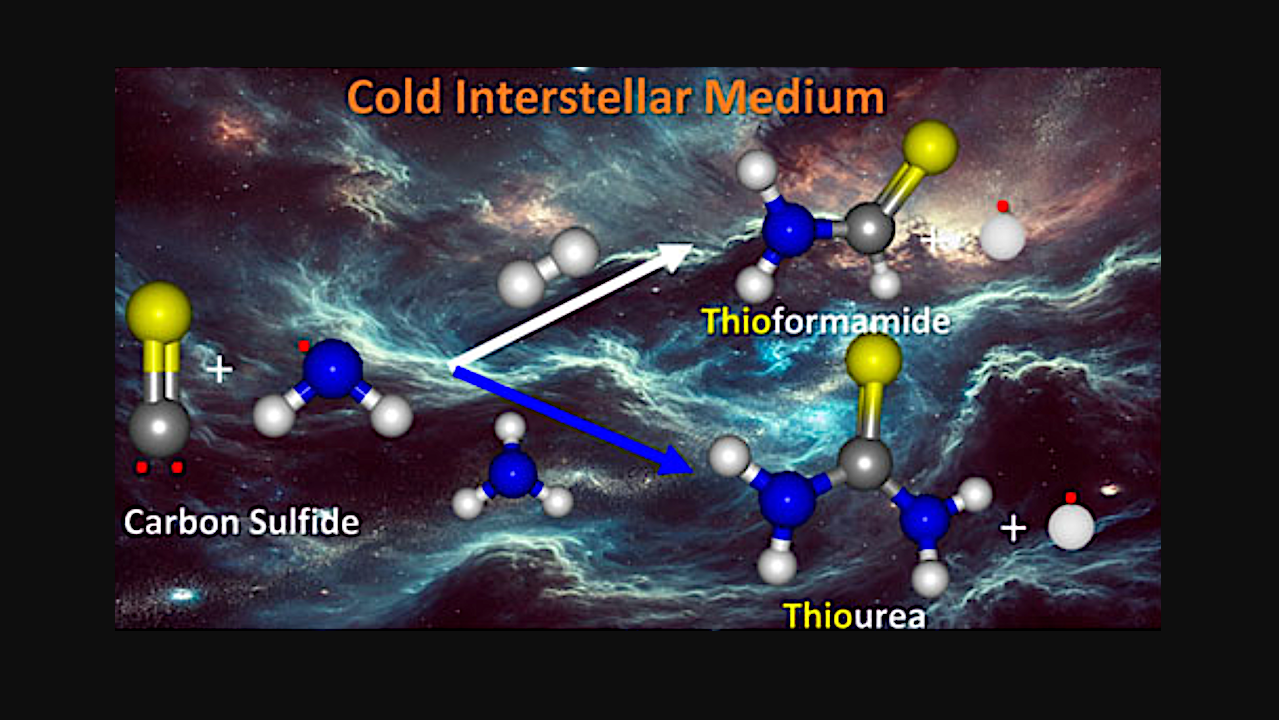 Cold Interstellar Medium
+
+
Thioformamide
Carbon Sulfide
+
Thiourea